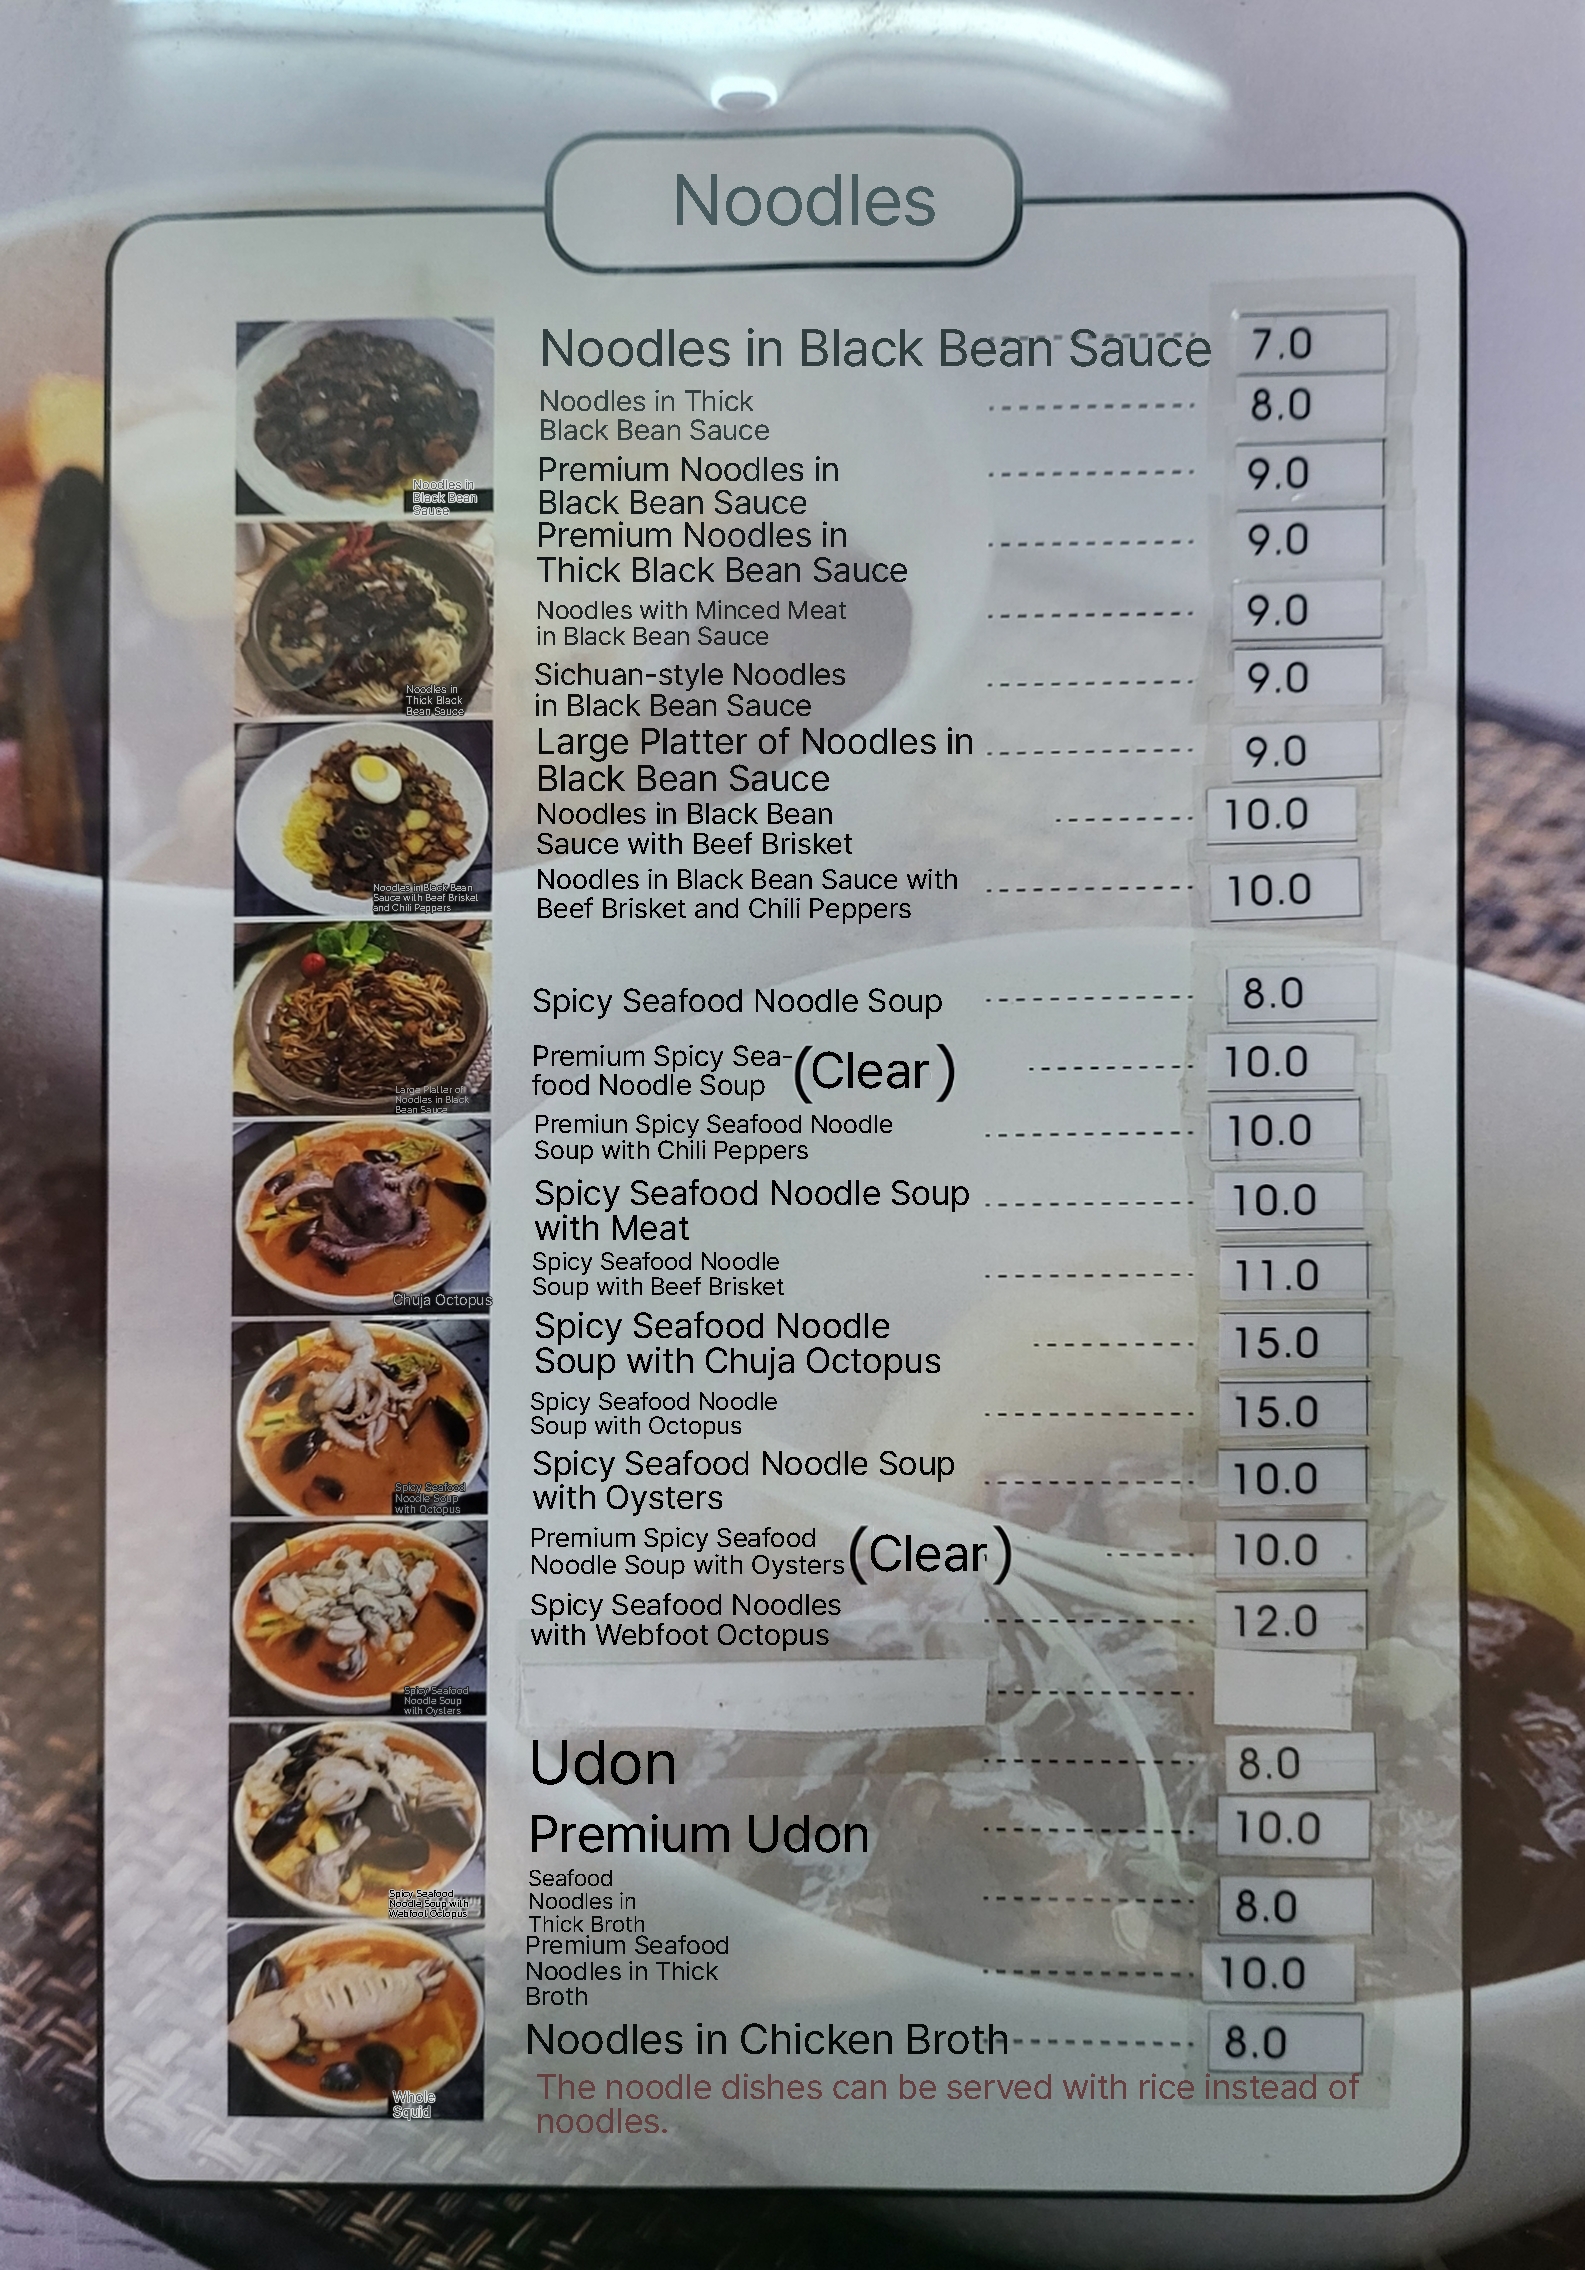 Noodles
Noodles in Black Bean Sauce 7.0
Noodles in Thick 8.0
Black Bean Sauce
Premium Noodles in 9.0
Black Bean Sauce
Premium Noodles in 9.0
Thick Black Bean Sauce
Noodles with Minced Meat 9.0
in Black Bean Sauce
Sichuan-style Noodles 9.0
in Black Bean Sauce
Large Platter of Noodles in 9.0
Black Bean Sauce
Noodles in Black Bean 10.0
Sauce with Beef Brisket
Noodles in Black Bean Sauce with 10.0
Beef Brisket and Chili Peppers
Spicy Seafood Noodle Soup 8.0
Premium Spicy Sea- (Clear) 10.0
food Noodle Soup
Premiun Spicy Seafood Noodle 10.0
Soup with Chili Peppers
Spicy Seafood Noodle Soup 10.0
with Meat
Spicy Seafood Noodle 11.0
Soup with Beef Brisket
Spicy Seafood Noodle 15.0
Soup with Chuja Octopus
Spicy Seafood Noodle 15.0
Soup with Octopus
Spicy Seafood Noodle Soup 10.0
with Oysters
Premium Spicy Seafood (Clear) 10.0
Noodle Soup with Oysters
Spicy Seafood Noodles 12.0
with Webfoot Octopus
Udon 8.0
Premium Udon 10.0
Seafood 8.0
Noodles in
Thick Broth
Premium Seafood 10.0
Noodles in Thick
Broth
Noodles in Chicken Broth 8.0
The noodle dishes can be served with rice instead of
noodles.
Noodles in
Black Bean
Sauce
Noodles in
Thick Black
Bean Sauce
Noodles in Black Bean
Sauce with Beef Brisket
and Chili Peppers
Large Platter of
Noodles in Black
Bean Sauce
Chuja Octopus
Spicy Seafood
Noodle Soup
with Octopus
Spicy Seafood
Noodle Soup
with Oysters
Spicy Seafood
Noodle Soup with
Webfoot Octopus
Whole
Squid